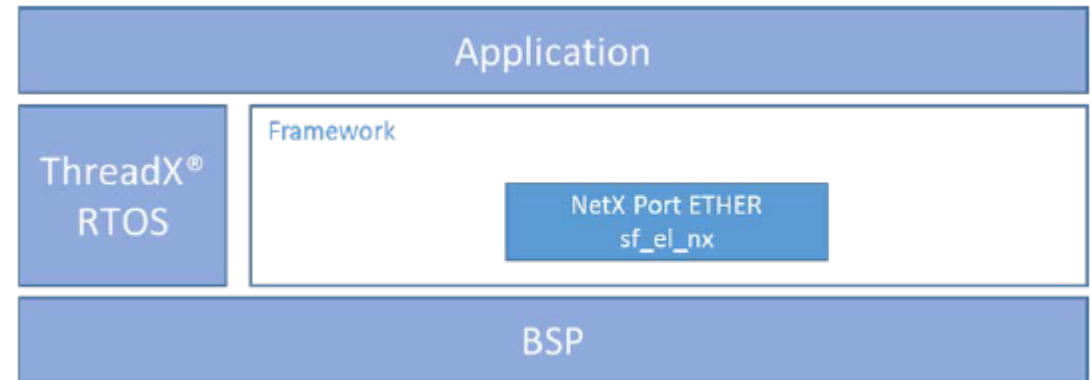 Application
Framework
ThreadX®
RTOS
NetX Port ETHER
sf_el_nx
BSP